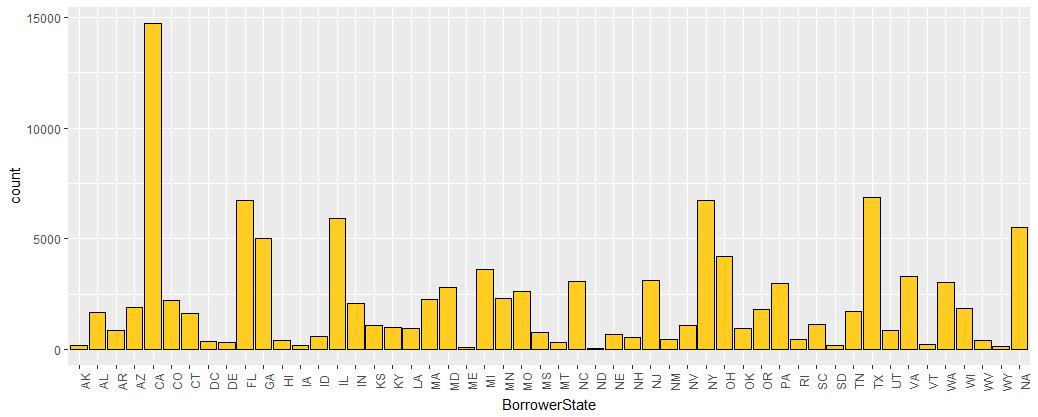 15000
10000
5000
0
count
AK AL AR AZ CA CO CT DC DE FL GA HI IA ID IL IN KS KY LA MA MD ME MI MN MO MS MT NC ND NE NH NJ NM NV NY OH OK OR PA RI SC SD TN TX UT VA VT WA WI WV WY NA
BorrowerState